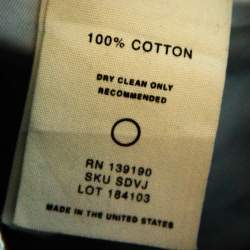 100% COTTON
DRY CLEAN ONLY
RECOMMENDED
RN 139190
SKU SDVJ
LOT 184103
MADE IN THE UNITED STATES